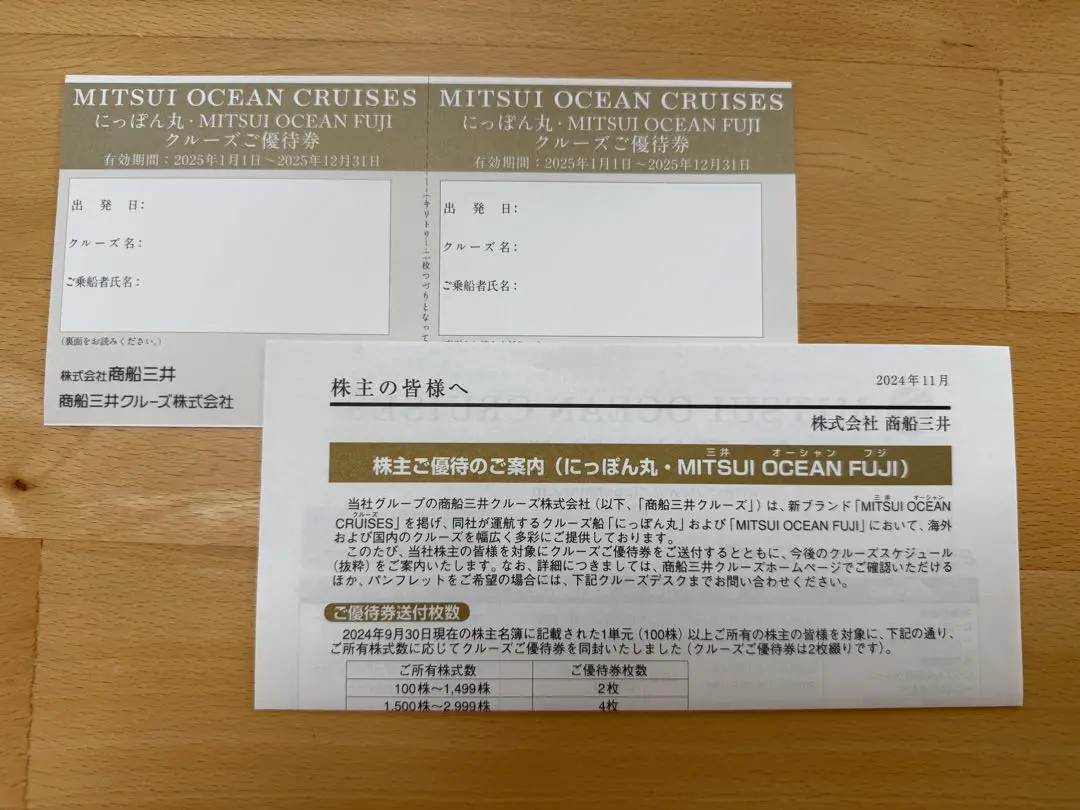 MITSUI OCEAN CRUISES
にっぽん丸・MITSUI OCEAN FUJI
クルーズご優待券
有効期間：2025年1月1日～2025年12月31日
出発日：
クルーズ名：
ご乗船者氏名：
(裏面をお読みください。)
株式会社商船三井
商船三井クルーズ株式会社
MITSUI OCEAN CRUISES
にっぽん丸・MITSUI OCEAN FUJI
クルーズご優待券
有効期間：2025年1月1日～2025年12月31日
出発日：
クルーズ名：
ご乗船者氏名：
株主の皆様へ
2024年11月
株式会社 商船三井
三井 オーシャン フジ
株主ご優待のご案内（にっぽん丸・MITSUI OCEAN FUJI）
三井 オーシャン
当社グループの商船三井クルーズ株式会社（以下、「商船三井クルーズ」）は、新ブランド「MITSUI OCEAN
クルーズ
CRUISES」を掲げ、同社が運航するクルーズ船「にっぽん丸」および「MITSUI OCEAN FUJI」において、海外
および国内のクルーズを幅広く多彩にご提供しております。
このたび、当社株主の皆様を対象にクルーズご優待券をご送付するとともに、今後のクルーズスケジュール
（抜粋）をご案内いたします。なお、詳細につきましては、商船三井クルーズホームページでご確認いただける
ほか、パンフレットをご希望の場合には、下記クルーズデスクまでお問い合わせください。
ご優待券送付枚数
2024年9月30日現在の株主名簿に記載された1単元（100株）以上ご所有の株主の皆様を対象に、下記の通り、
ご所有株式数に応じてクルーズご優待券を同封いたしました（クルーズご優待券は2枚綴りです）。
ご所有株式数 ご優待券枚数
100株～1,499株 2枚
1,500株～2,999株 4枚